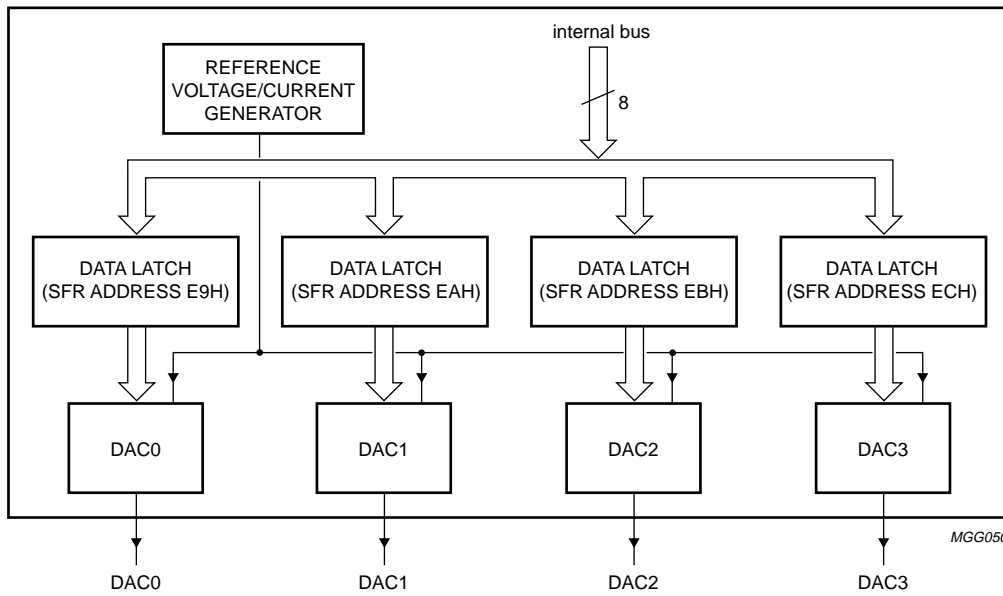 internal bus
REFERENCE
VOLTAGE/CURRENT
GENERATOR
8
DATA LATCH
(SFR ADDRESS E9H)
DATA LATCH
(SFR ADDRESS EAH)
DATA LATCH
(SFR ADDRESS EBH)
DATA LATCH
(SFR ADDRESS ECH)
DAC0
DAC1
DAC2
DAC3
MGG050
DAC0
DAC1
DAC2
DAC3